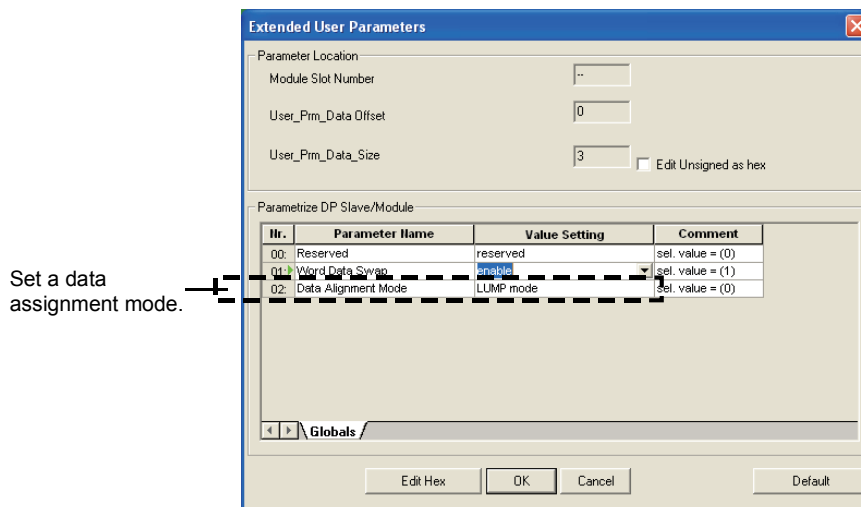 Extended User Parameters
Parameter Location
Module Slot Number --
User_Prm_Data Offset 0
User_Prm_Data_Size 3 Edit Unsigned as hex
Parametrize DP Slave/Module
Nr. Parameter Name Value Setting Comment
00: Reserved reserved sel. value = (0)
01: Word Data Swap enable sel. value = (1)
02: Data Alignment Mode LUMP mode sel. value = (0)
Set a data
assignment mode.
Globals
Edit Hex OK Cancel Default